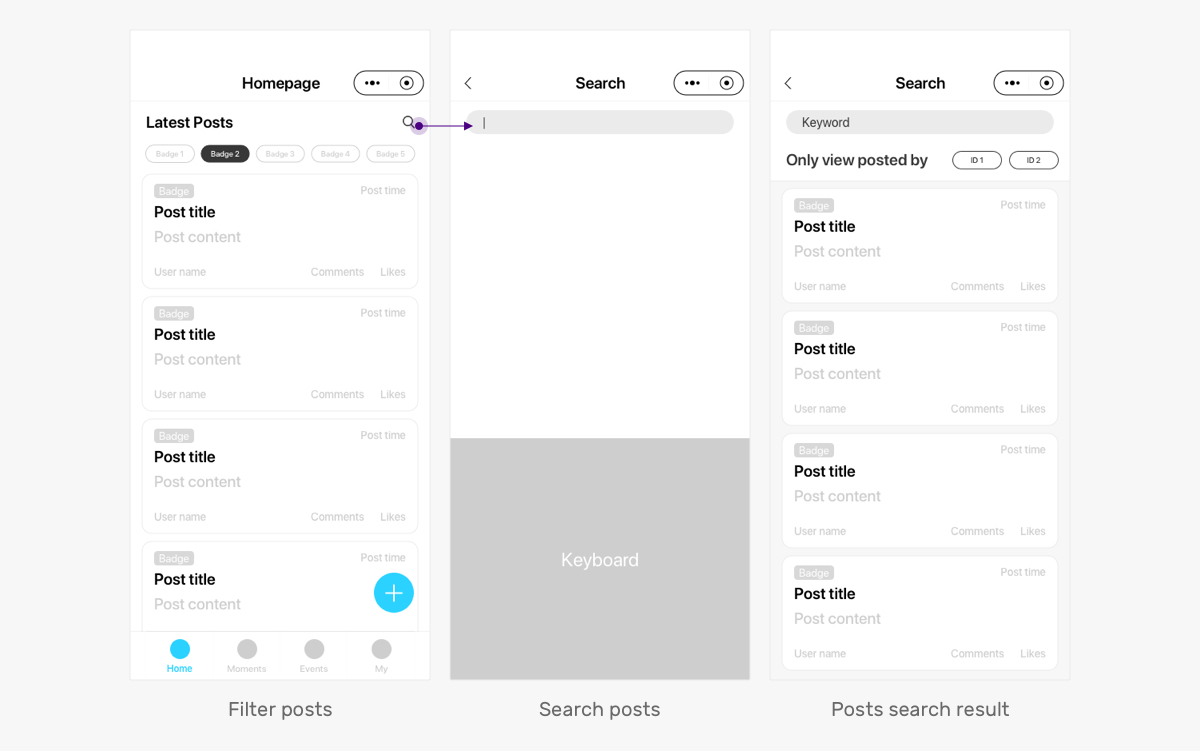 Homepage
Latest Posts
Badge 1 Badge 2 Badge 3 Badge 4 Badge 5
Badge Post time
Post title
Post content
User name Comments Likes
Badge Post time
Post title
Post content
User name Comments Likes
Badge Post time
Post title
Post content
User name Comments Likes
Badge Post time
Post title
Post content
Home Moments Events My
Filter posts
Search
Keyboard
Search posts
Search
Keyword
Only view posted by ID 1 ID 2
Badge Post time
Post title
Post content
User name Comments Likes
Badge Post time
Post title
Post content
User name Comments Likes
Badge Post time
Post title
Post content
User name Comments Likes
Badge Post time
Post title
Post content
User name Comments Likes
Posts search result